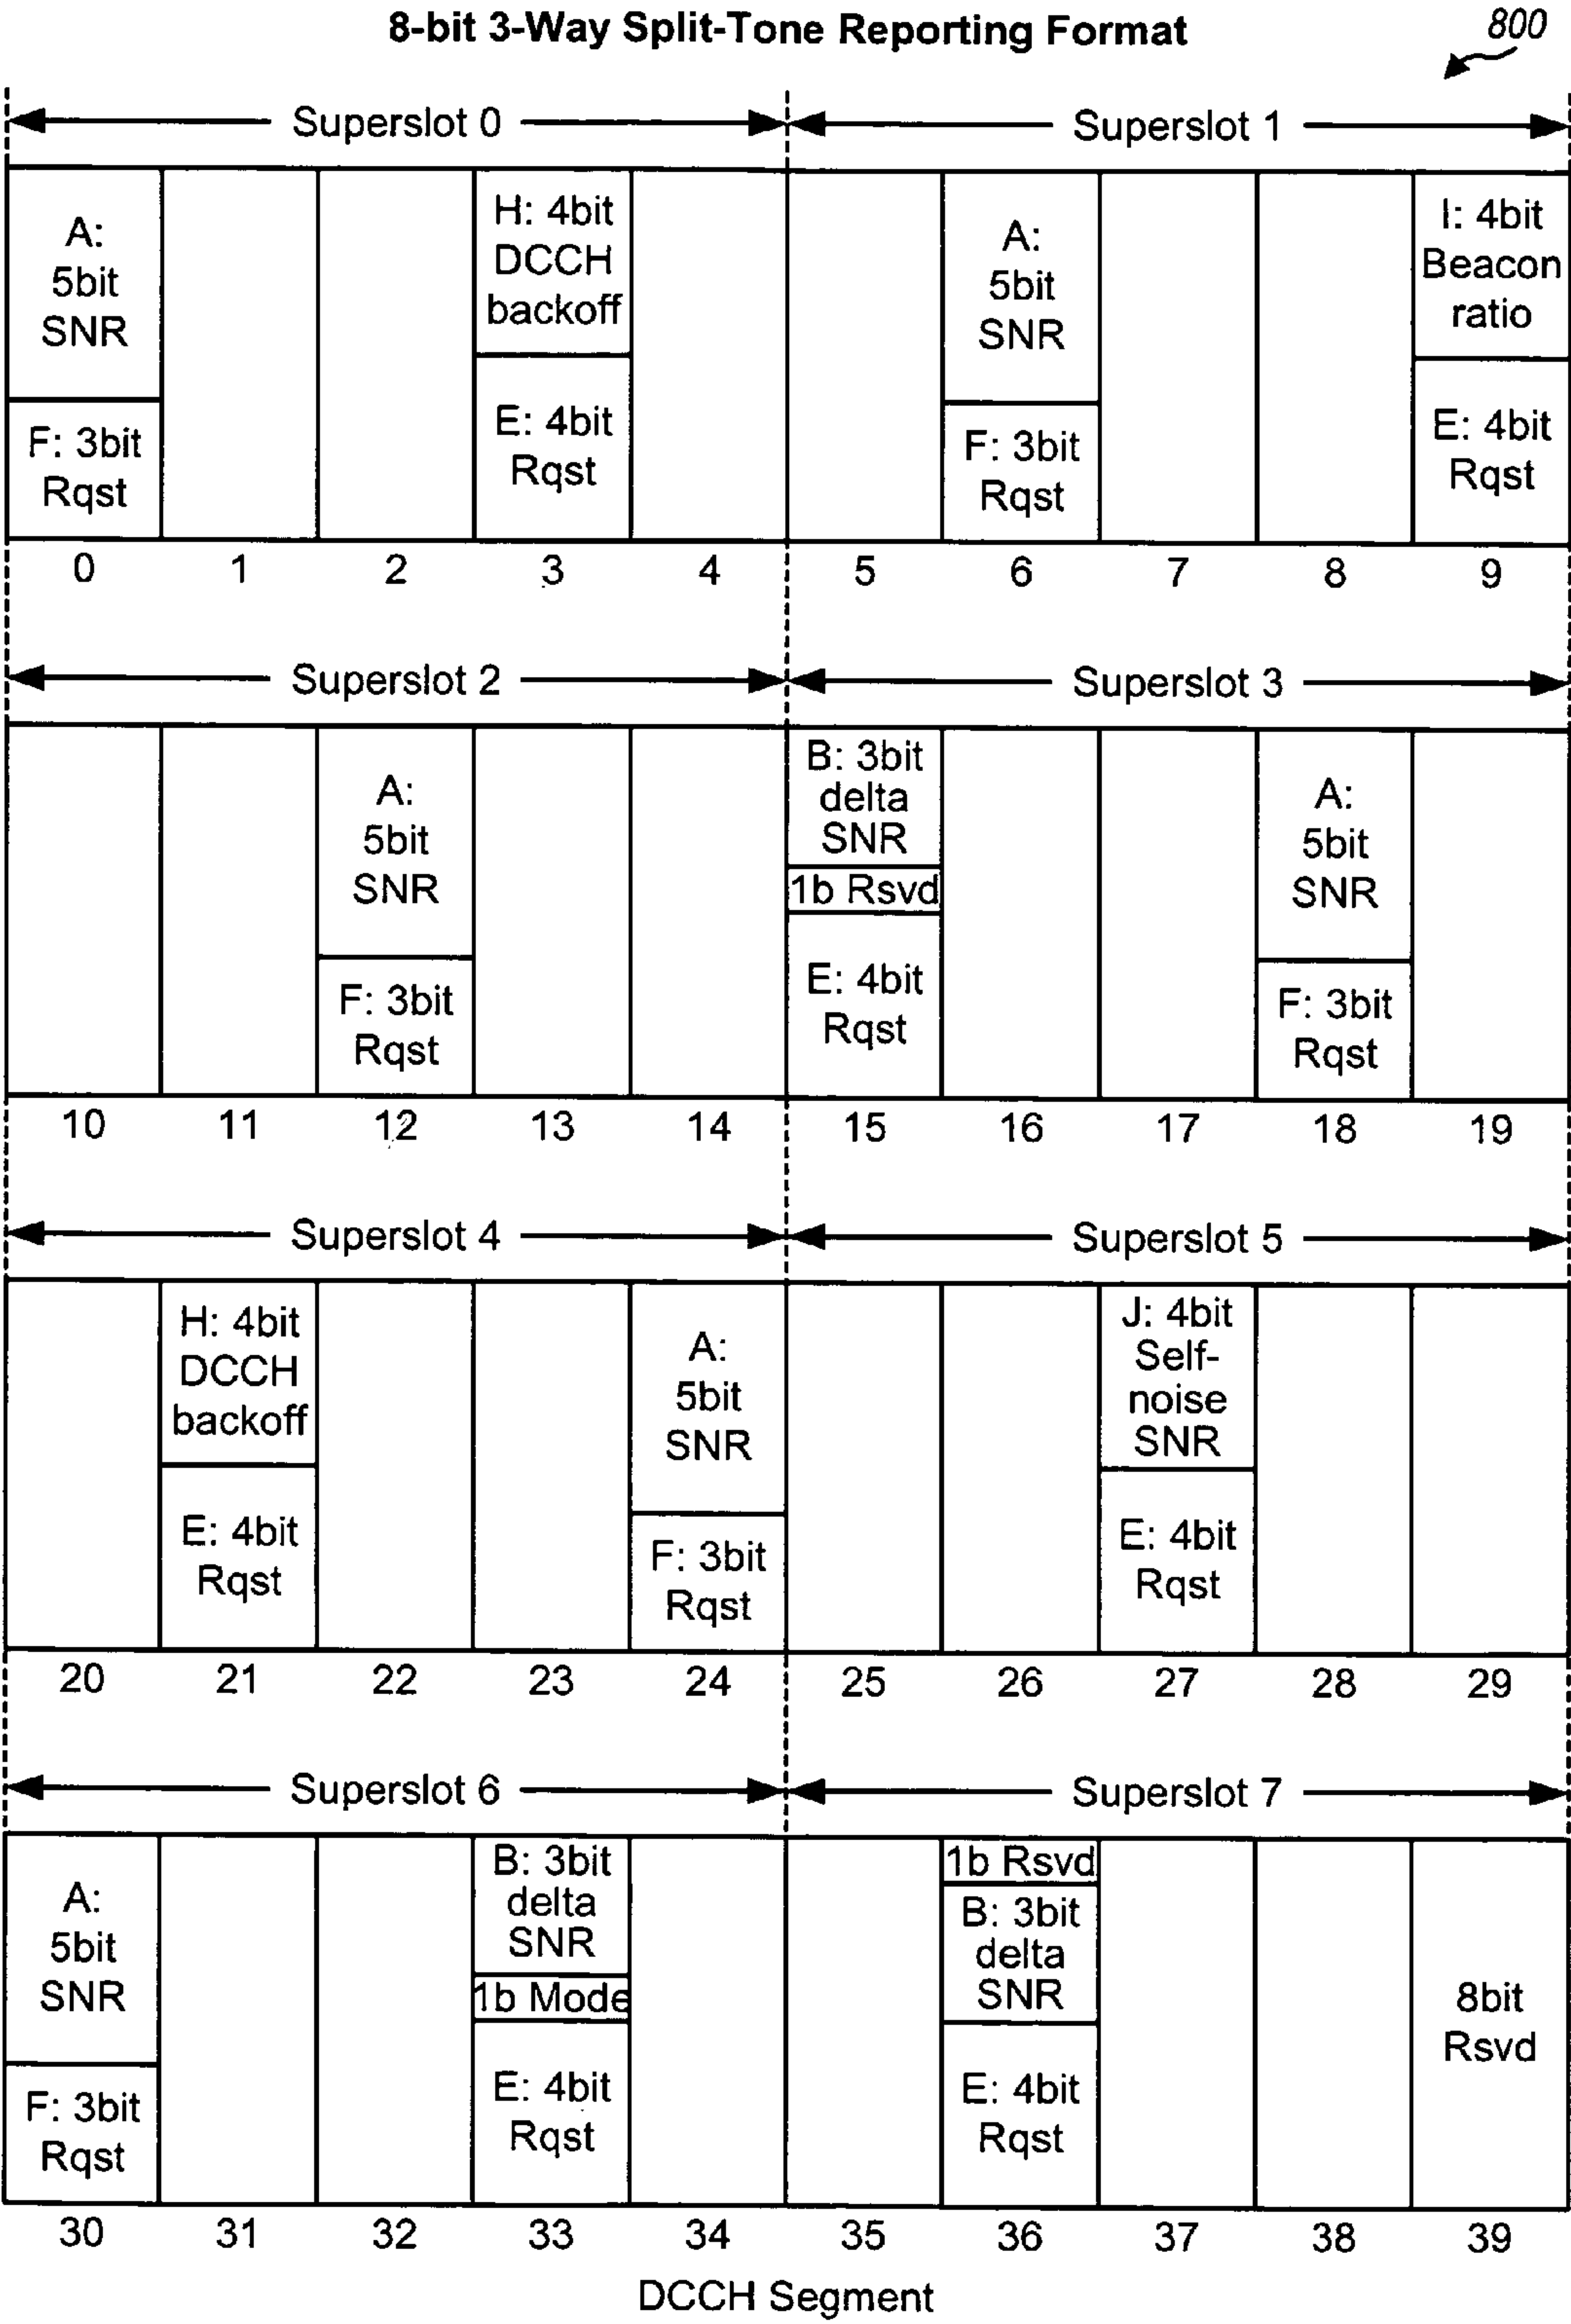 8-bit 3-Way Split-Tone Reporting Format
800
Superslot 0
Superslot 1
A:
5bit
SNR
F: 3bit
Rqst
H: 4bit
DCCH
backoff
E: 4bit
Rqst
A:
5bit
SNR
F: 3bit
Rqst
I: 4bit
Beacon
ratio
E: 4bit
Rqst
0 1 2 3 4 5 6 7 8 9
Superslot 2
Superslot 3
A:
5bit
SNR
F: 3bit
Rqst
B: 3bit
delta
SNR
1b Rsvd
E: 4bit
Rqst
A:
5bit
SNR
F: 3bit
Rqst
10 11 12 13 14 15 16 17 18 19
Superslot 4
Superslot 5
H: 4bit
DCCH
backoff
E: 4bit
Rqst
A:
5bit
SNR
F: 3bit
Rqst
J: 4bit
Self-
noise
SNR
E: 4bit
Rqst
20 21 22 23 24 25 26 27 28 29
Superslot 6
Superslot 7
A:
5bit
SNR
F: 3bit
Rqst
B: 3bit
delta
SNR
1b Mode
E: 4bit
Rqst
1b Rsvd
B: 3bit
delta
SNR
E: 4bit
Rqst
8bit
Rsvd
30 31 32 33 34 35 36 37 38 39
DCCH Segment